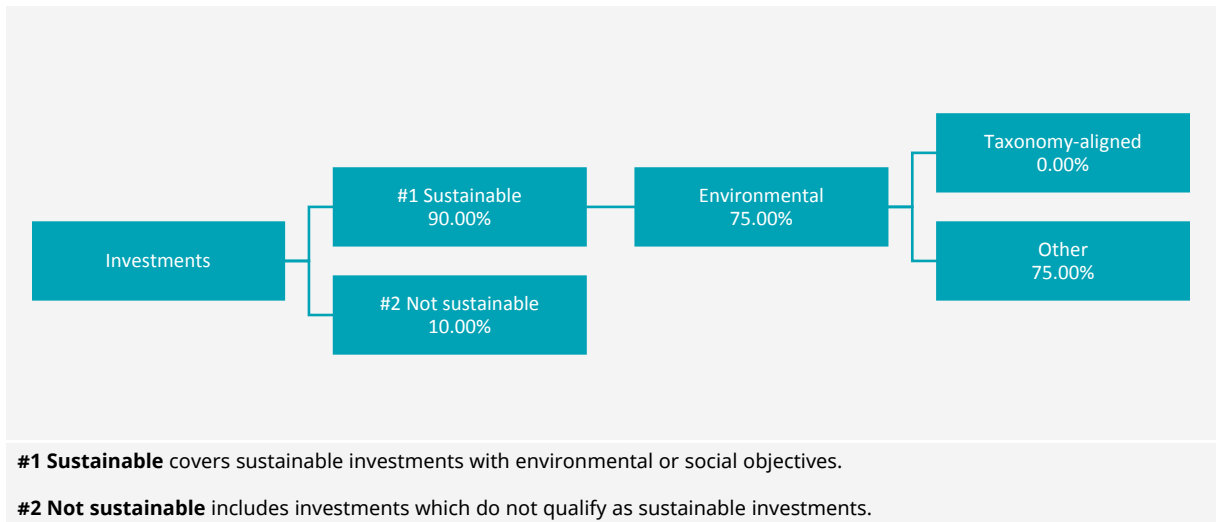 Investments
#1 Sustainable
90.00%
#2 Not sustainable
10.00%
Environmental
75.00%
Taxonomy-aligned
0.00%
Other
75.00%
#1 Sustainable covers sustainable investments with environmental or social objectives.
#2 Not sustainable includes investments which do not qualify as sustainable investments.